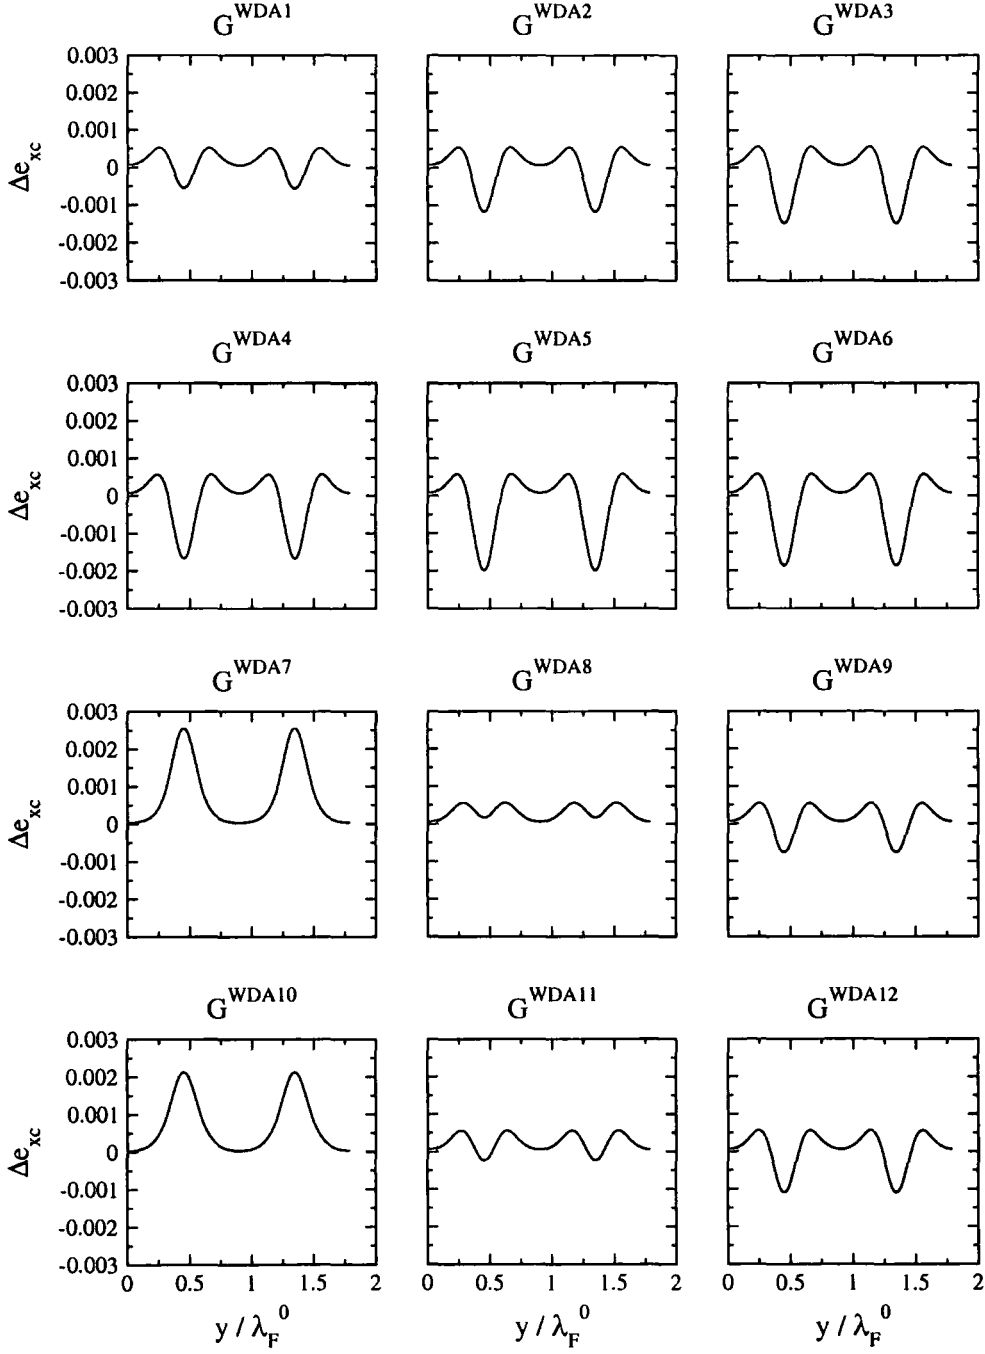 G^WDA1 G^WDA2 G^WDA3
0.003
0.002
0.001
0
-0.001
-0.002
-0.003
Δe_xc
G^WDA4 G^WDA5 G^WDA6
0.003
0.002
0.001
0
-0.001
-0.002
-0.003
Δe_xc
G^WDA7 G^WDA8 G^WDA9
0.003
0.002
0.001
0
-0.001
-0.002
-0.003
Δe_xc
G^WDA10 G^WDA11 G^WDA12
0.003
0.002
0.001
0
-0.001
-0.002
-0.003
Δe_xc
0 0.5 1 1.5 2 0 0.5 1 1.5 2 0 0.5 1 1.5 2
y / λ_F^0 y / λ_F^0 y / λ_F^0